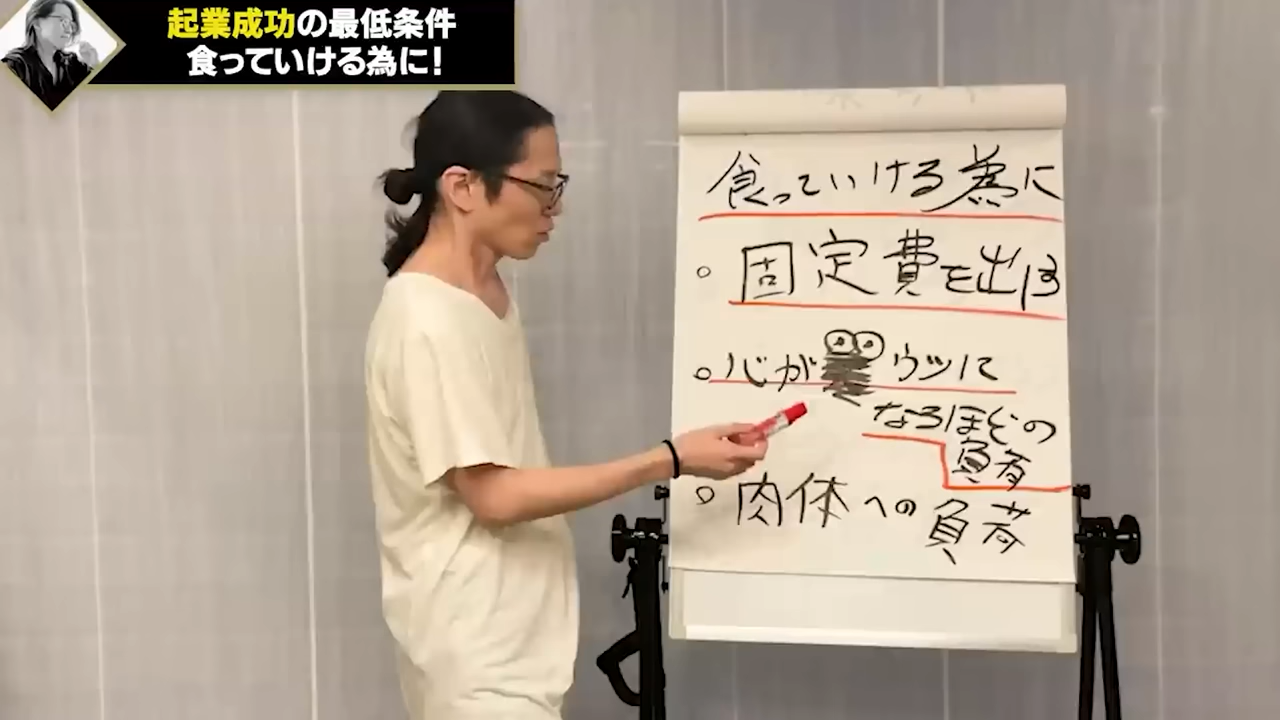 起業成功の最低条件
食っていける為に!
食っていける為に
固定費を出す
心が ウツに
なるほどの
負荷
肉体への負荷